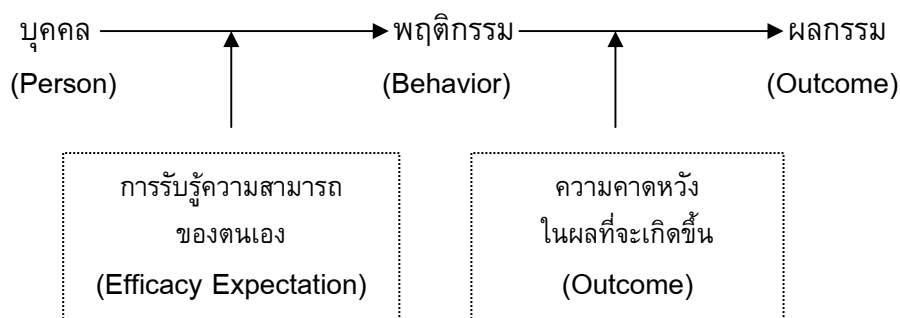 บุคคล พฤติกรรม ผลกรรม
(Person) (Behavior) (Outcome)
การรับรู้ความสามารถ
ของตนเอง
(Efficacy Expectation)
ความคาดหวัง
ในผลที่จะเกิดขึ้น
(Outcome)